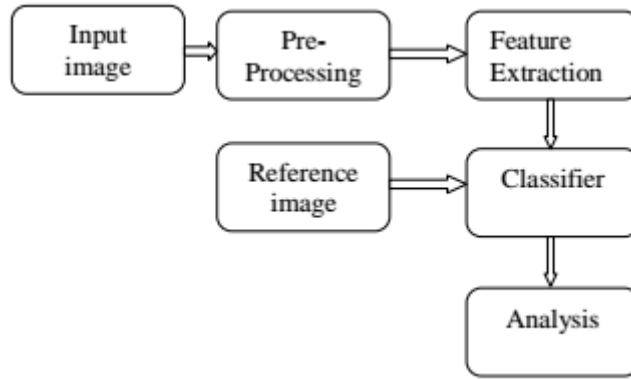 Input
image
Pre-
Processing
Feature
Extraction
Reference
image
Classifier
Analysis